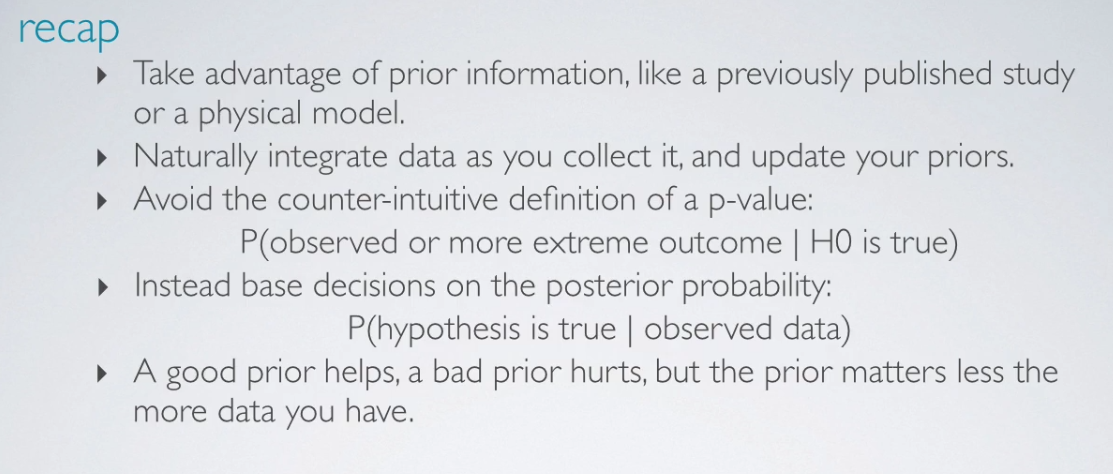 recap
▸ Take advantage of prior information, like a previously published study
or a physical model.
▸ Naturally integrate data as you collect it, and update your priors.
▸ Avoid the counter-intuitive definition of a p-value:
P(observed or more extreme outcome | H0 is true)
▸ Instead base decisions on the posterior probability:
P(hypothesis is true | observed data)
▸ A good prior helps, a bad prior hurts, but the prior matters less the
more data you have.